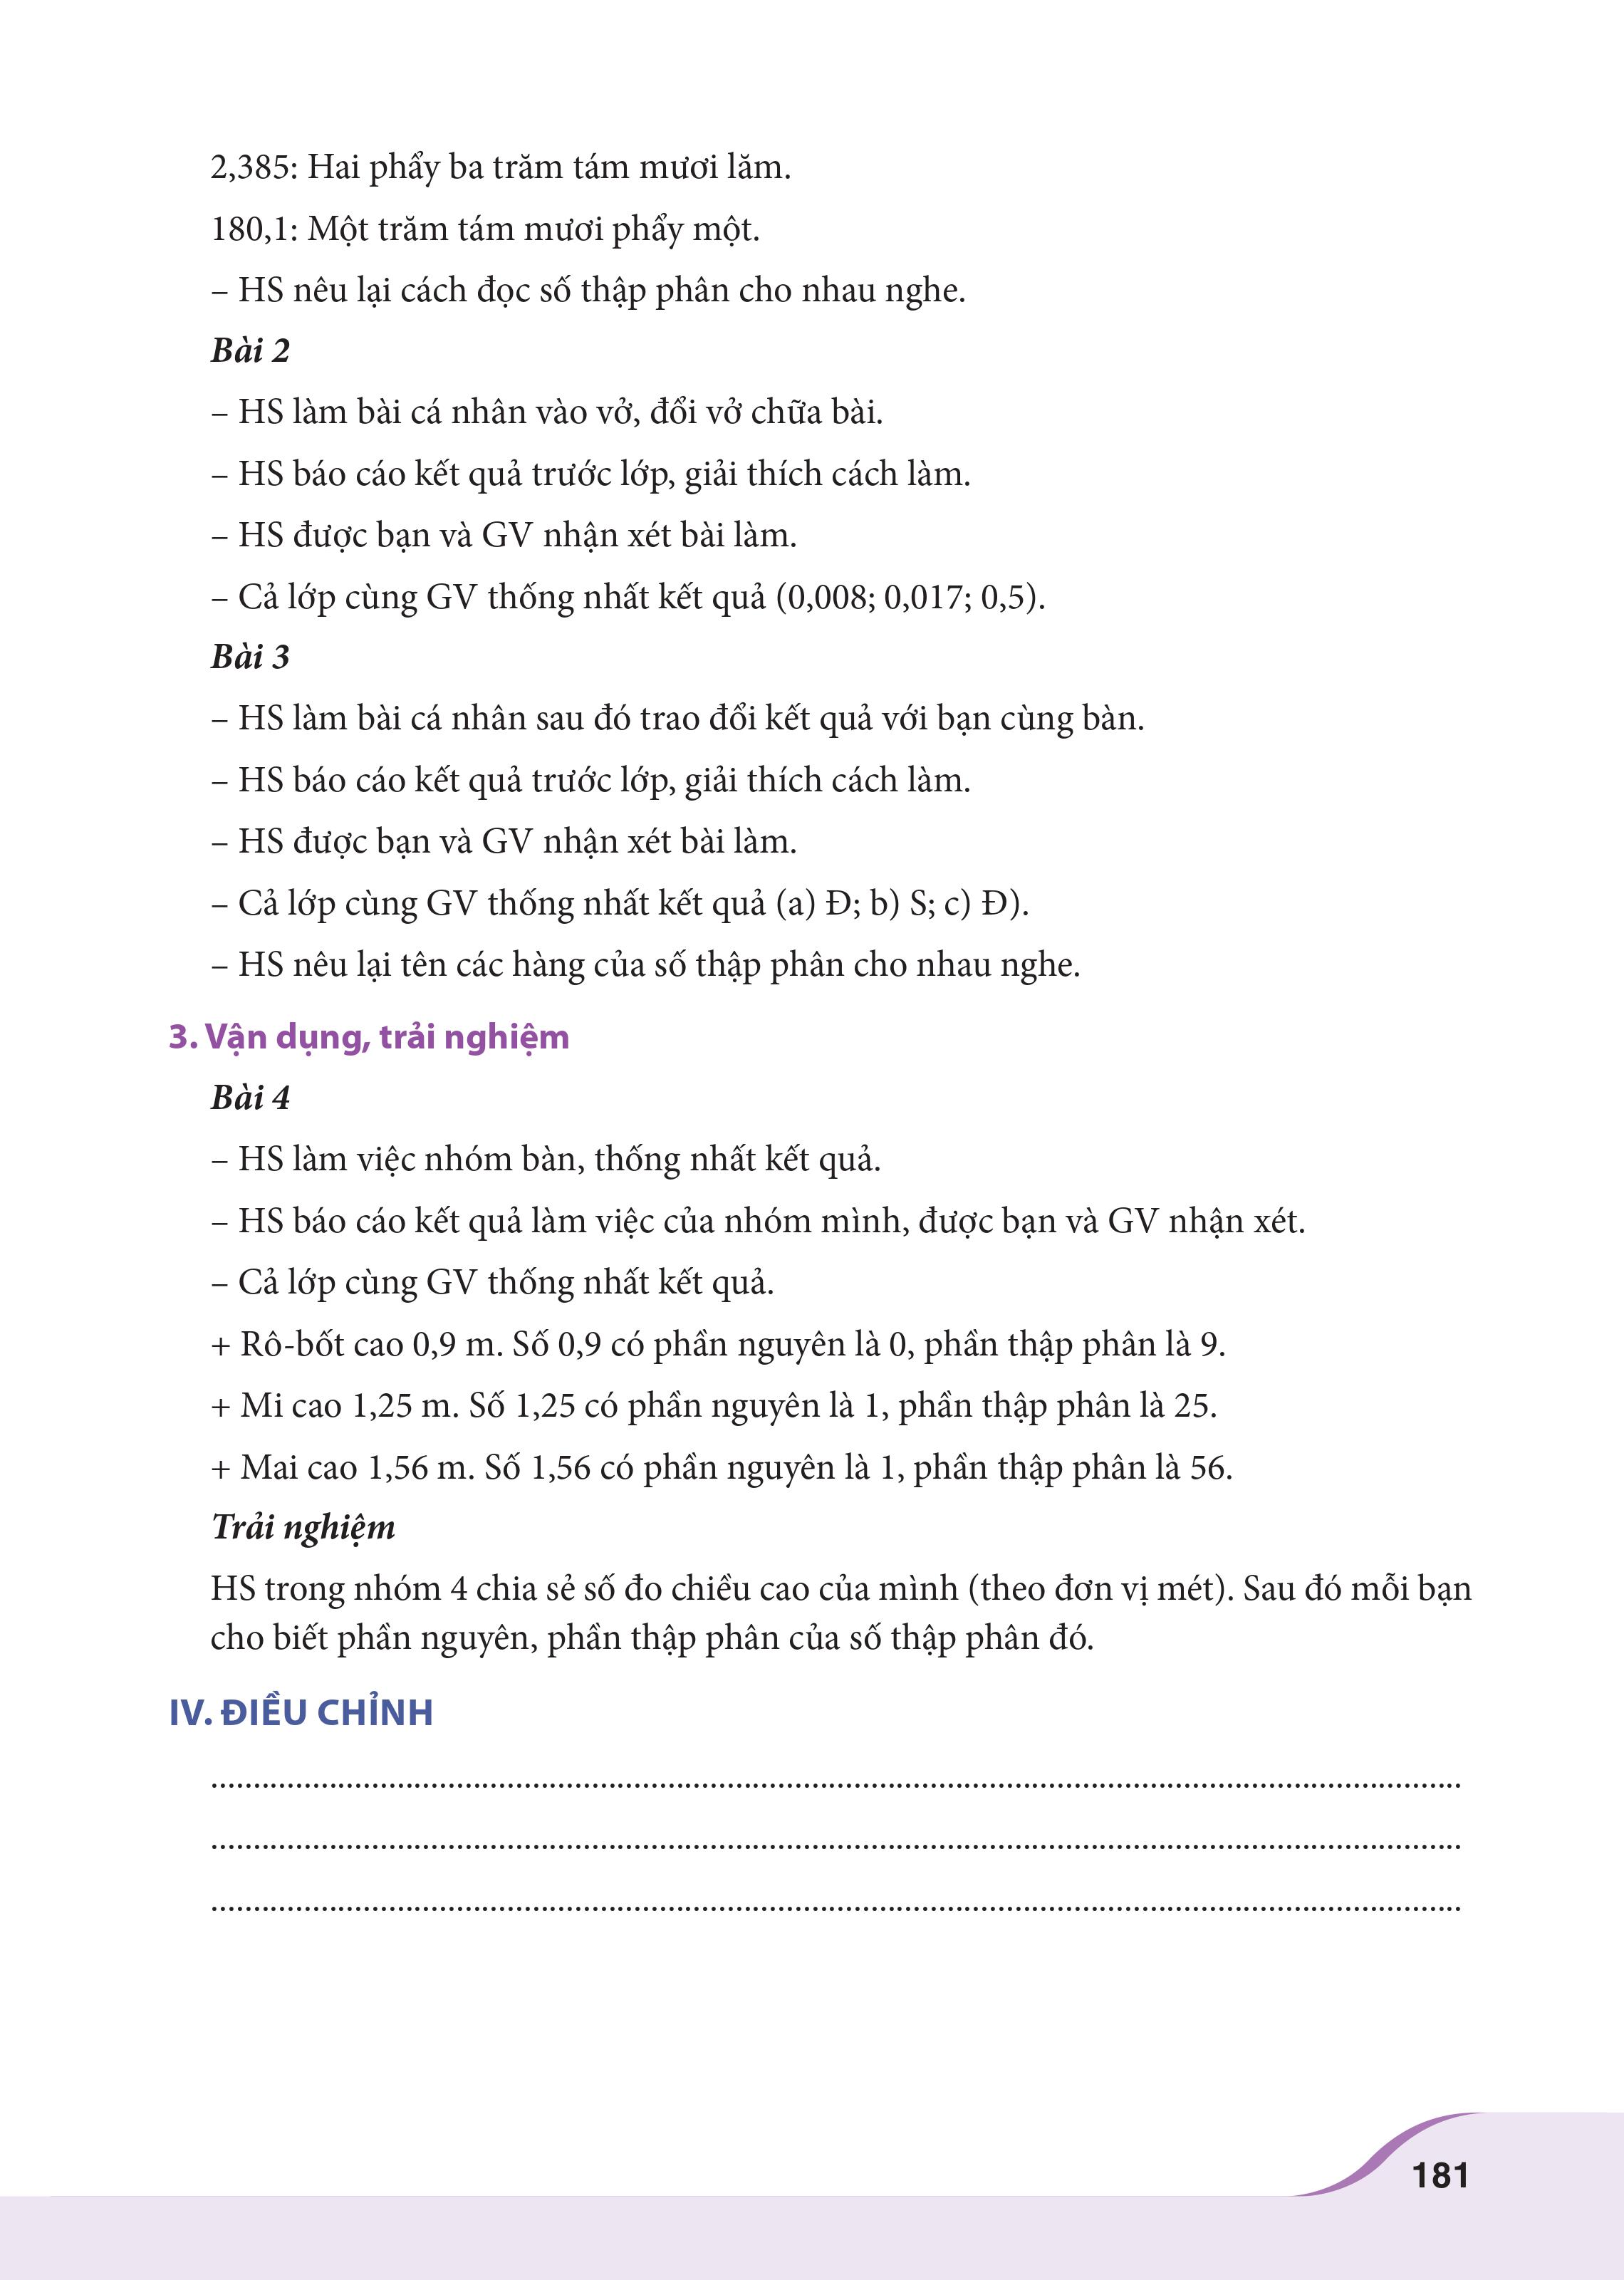 2,385: Hai phẩy ba trăm tám mươi lăm.
180,1: Một trăm tám mươi phẩy một.
– HS nêu lại cách đọc số thập phân cho nhau nghe.
Bài 2
– HS làm bài cá nhân vào vở, đổi vở chữa bài.
– HS báo cáo kết quả trước lớp, giải thích cách làm.
– HS được bạn và GV nhận xét bài làm.
– Cả lớp cùng GV thống nhất kết quả (0,008; 0,017; 0,5).
Bài 3
– HS làm bài cá nhân sau đó trao đổi kết quả với bạn cùng bàn.
– HS báo cáo kết quả trước lớp, giải thích cách làm.
– HS được bạn và GV nhận xét bài làm.
– Cả lớp cùng GV thống nhất kết quả (a) Đ; b) S; c) Đ).
– HS nêu lại tên các hàng của số thập phân cho nhau nghe.
3. Vận dụng, trải nghiệm
Bài 4
– HS làm việc nhóm bàn, thống nhất kết quả.
– HS báo cáo kết quả làm việc của nhóm mình, được bạn và GV nhận xét.
– Cả lớp cùng GV thống nhất kết quả.
+ Rô-bốt cao 0,9 m. Số 0,9 có phần nguyên là 0, phần thập phân là 9.
+ Mi cao 1,25 m. Số 1,25 có phần nguyên là 1, phần thập phân là 25.
+ Mai cao 1,56 m. Số 1,56 có phần nguyên là 1, phần thập phân là 56.
Trải nghiệm
HS trong nhóm 4 chia sẻ số đo chiều cao của mình (theo đơn vị mét). Sau đó mỗi bạn
cho biết phần nguyên, phần thập phân của số thập phân đó.
IV. ĐIỀU CHỈNH
181